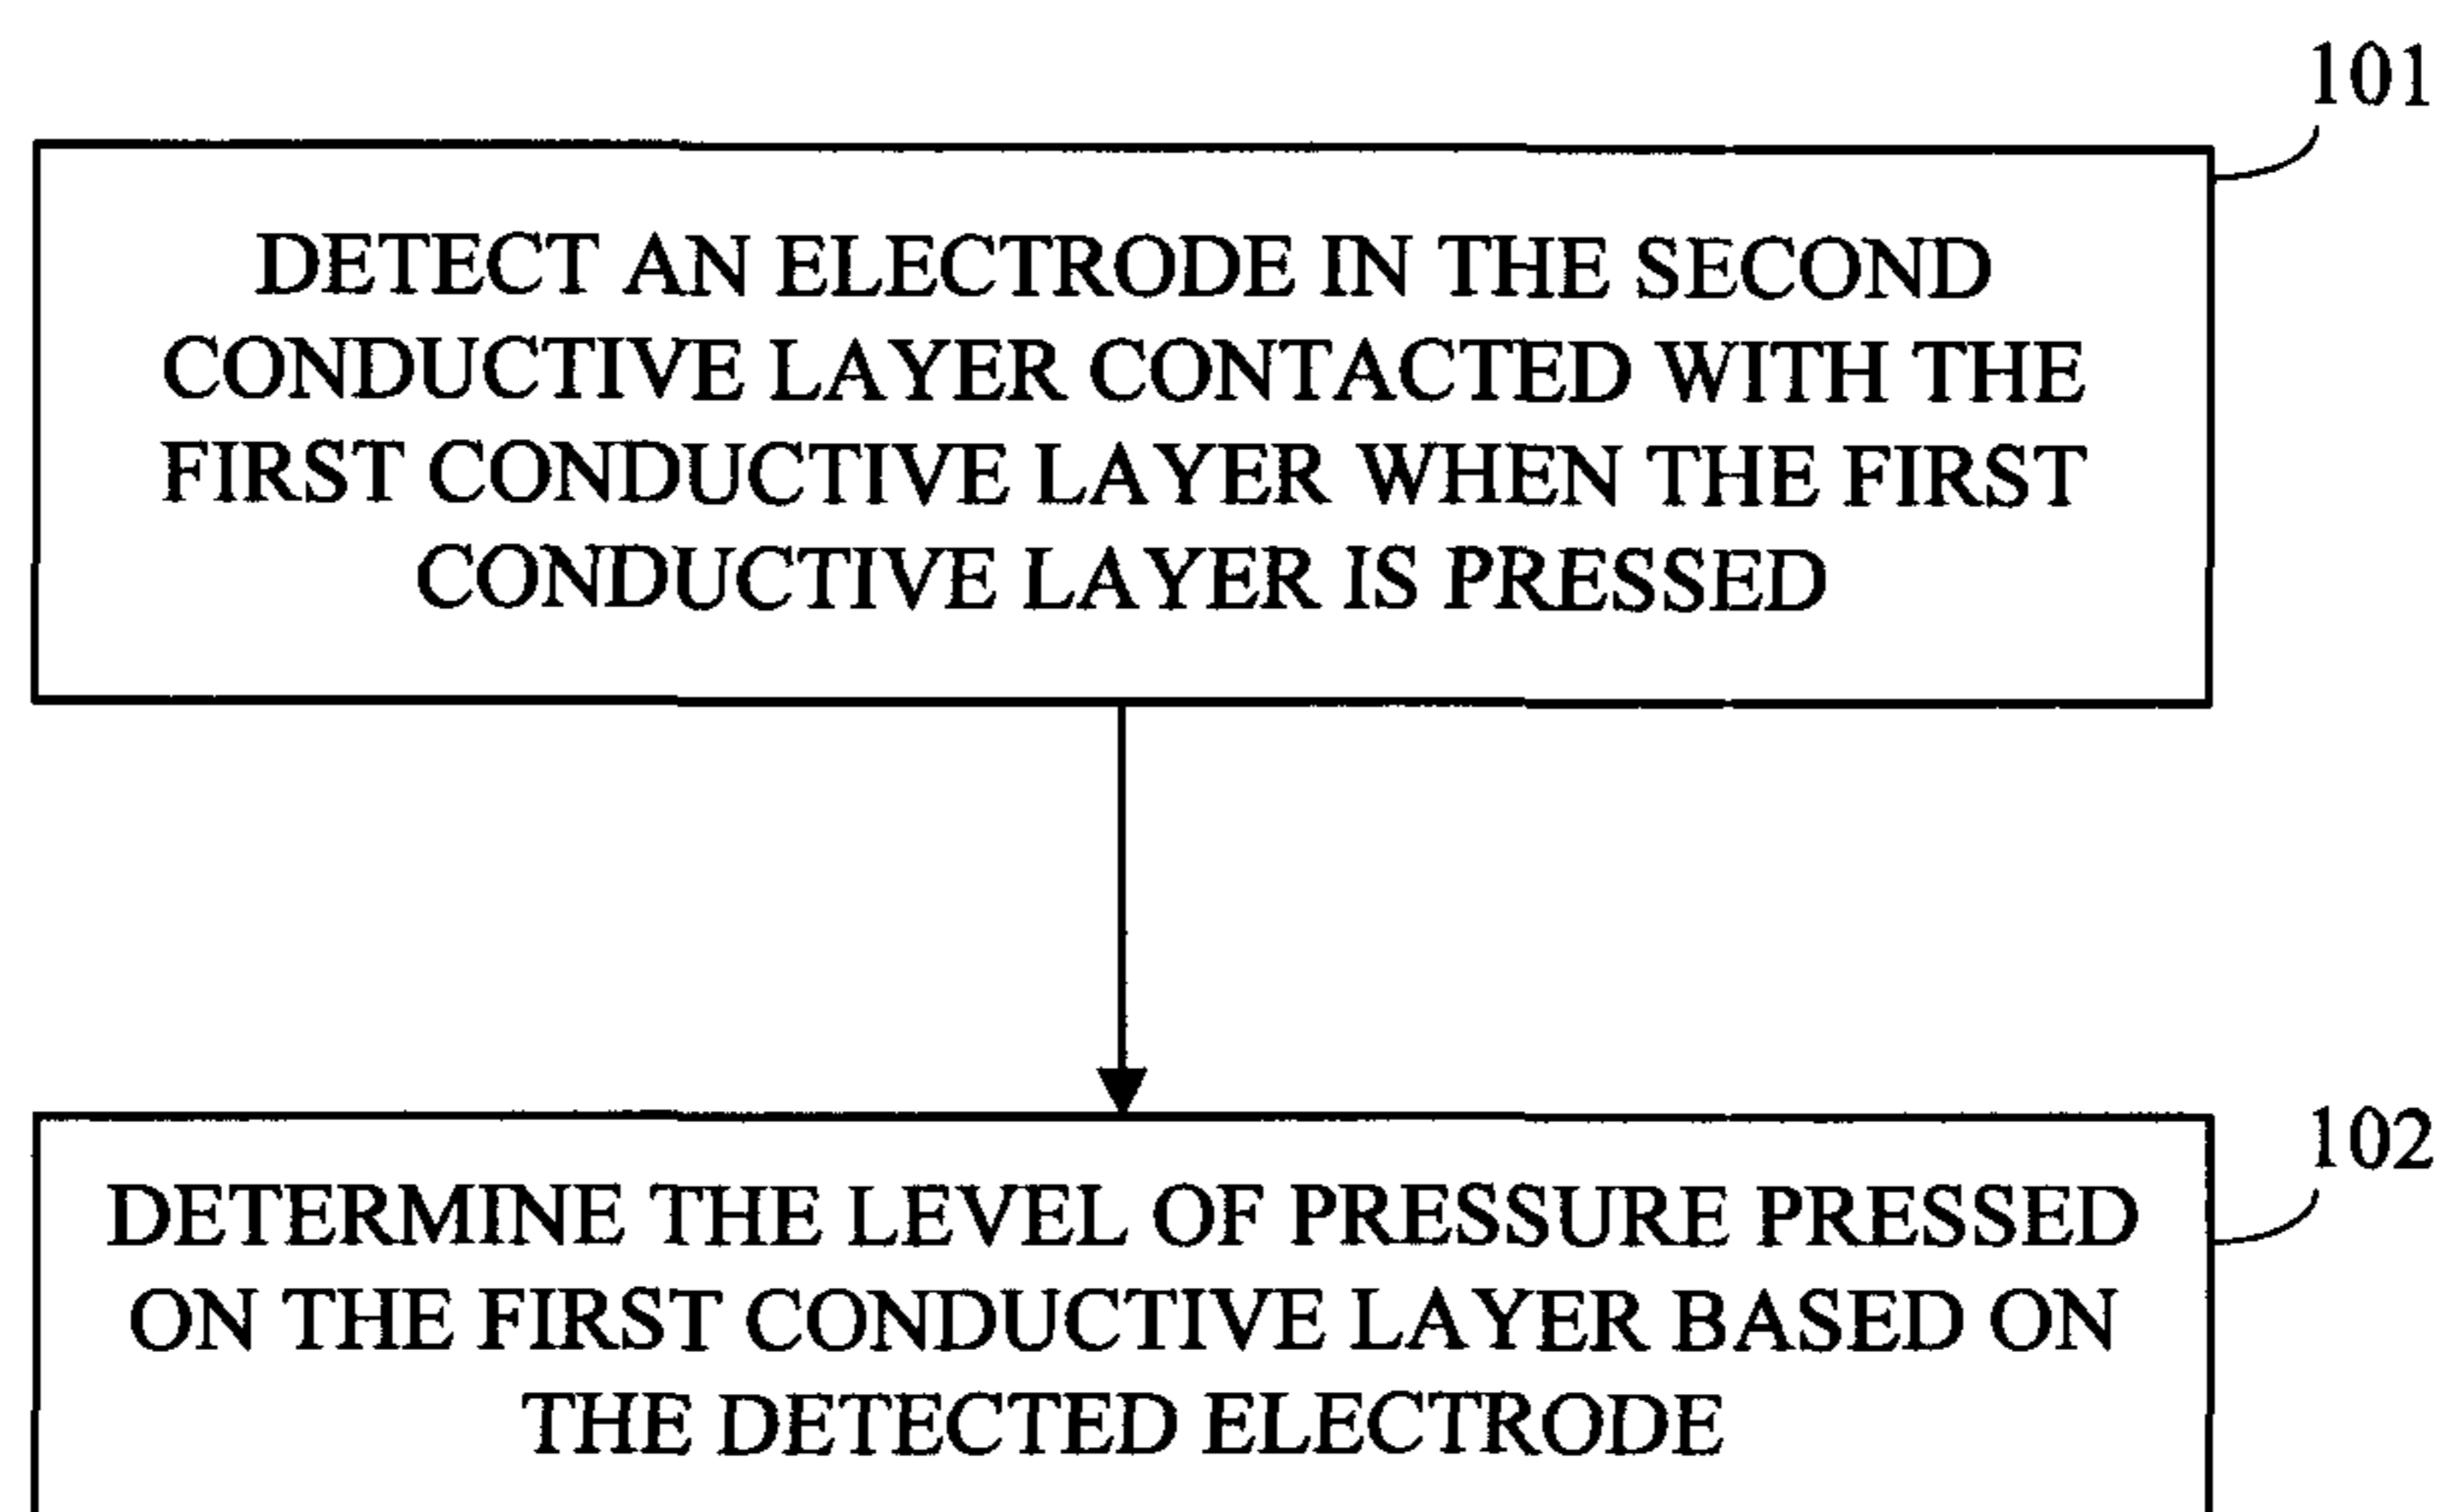 101
DETECT AN ELECTRODE IN THE SECOND
CONDUCTIVE LAYER CONTACTED WITH THE
FIRST CONDUCTIVE LAYER WHEN THE FIRST
CONDUCTIVE LAYER IS PRESSED
102
DETERMINE THE LEVEL OF PRESSURE PRESSED
ON THE FIRST CONDUCTIVE LAYER BASED ON
THE DETECTED ELECTRODE